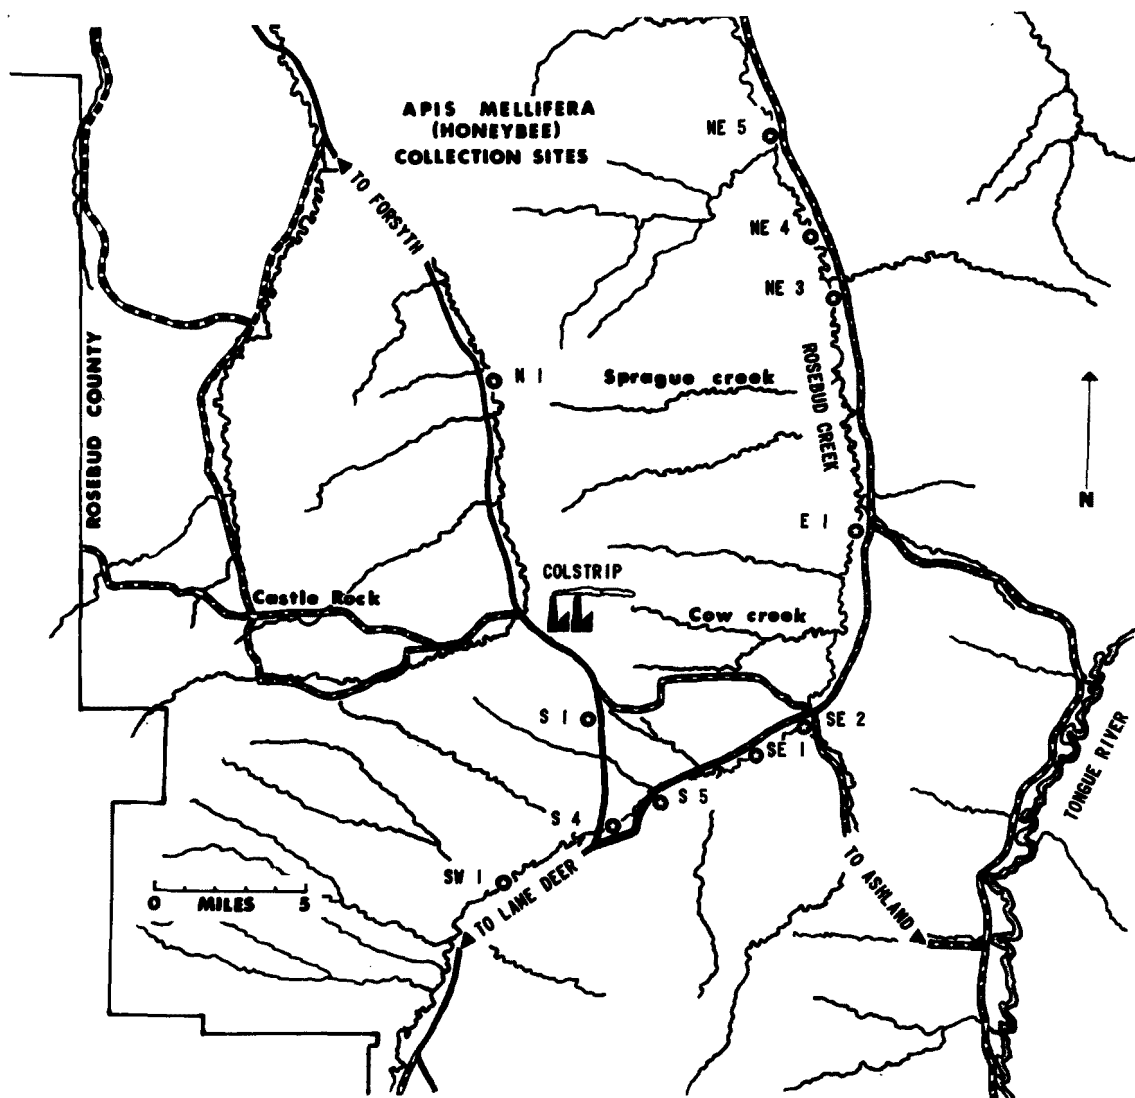 APIS MELLIFERA
(HONEYBEE)
COLLECTION SITES
NE 5
TO FORSYTH
NE 4
NE 3
ROSEBUD COUNTY
N 1
Sprague creek
ROSEBUD CREEK
N
E 1
COLSTRIP
Castle Rock
Cow creek
S 1
SE 2
SE 1
TONGUE RIVER
S 5
S 4
SW 1
TO LAME DEER
TO ASHLAND
0 MILES 5